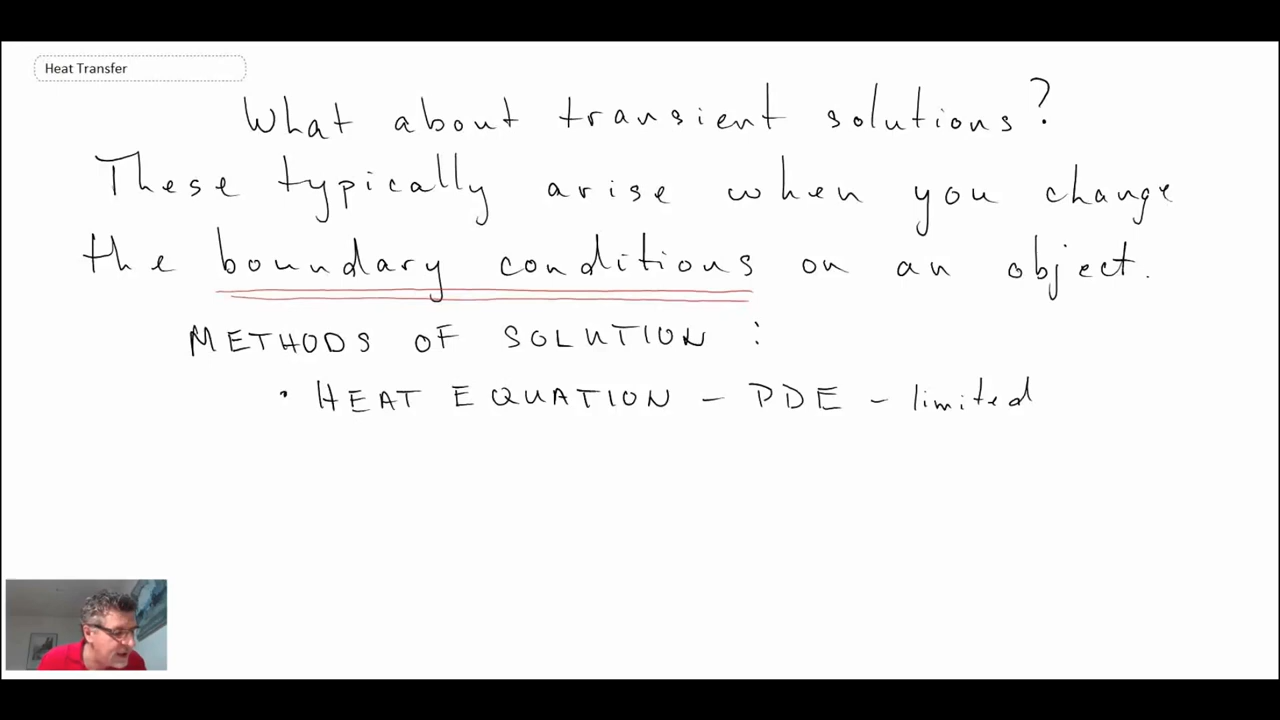 Heat Transfer
What about transient solutions?
These typically arise when you change
the boundary conditions on an object.
METHODS OF SOLUTION :
• HEAT EQUATION – PDE – limited